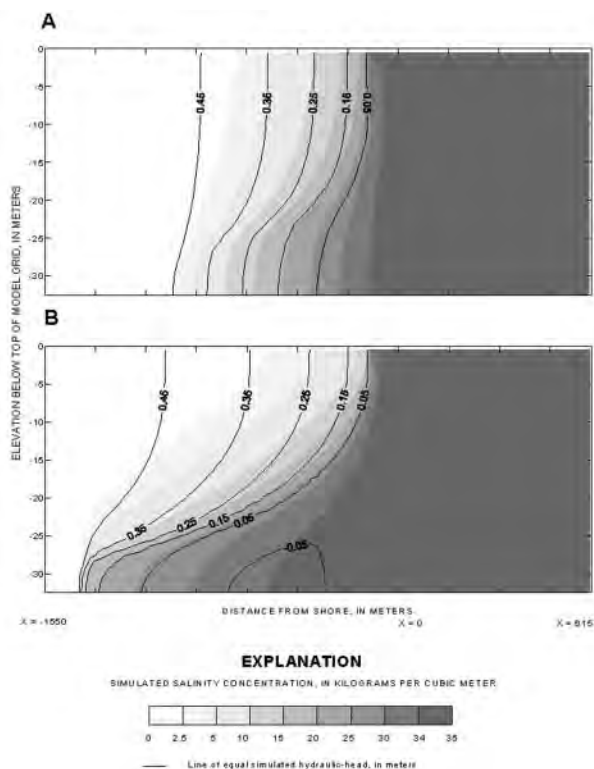 A
0
-5
-10
-15
-20
-25
-30
0.45
0.35
0.25
0.15
0.05
ELEVATION BELOW TOP OF MODEL GRID, IN METERS
B
0
-5
-10
-15
-20
-25
-30
0.45
0.35
0.25
0.15
0.05
0.35
0.25
0.15
0.05
-0.05
DISTANCE FROM SHORE, IN METERS
X = -1550
X = 0
X = 615
EXPLANATION
SIMULATED SALINITY CONCENTRATION, IN KILOGRAMS PER CUBIC METER
0 2.5 5 10 15 20 25 30 34 35
Line of equal simulated hydraulic-head, in meters